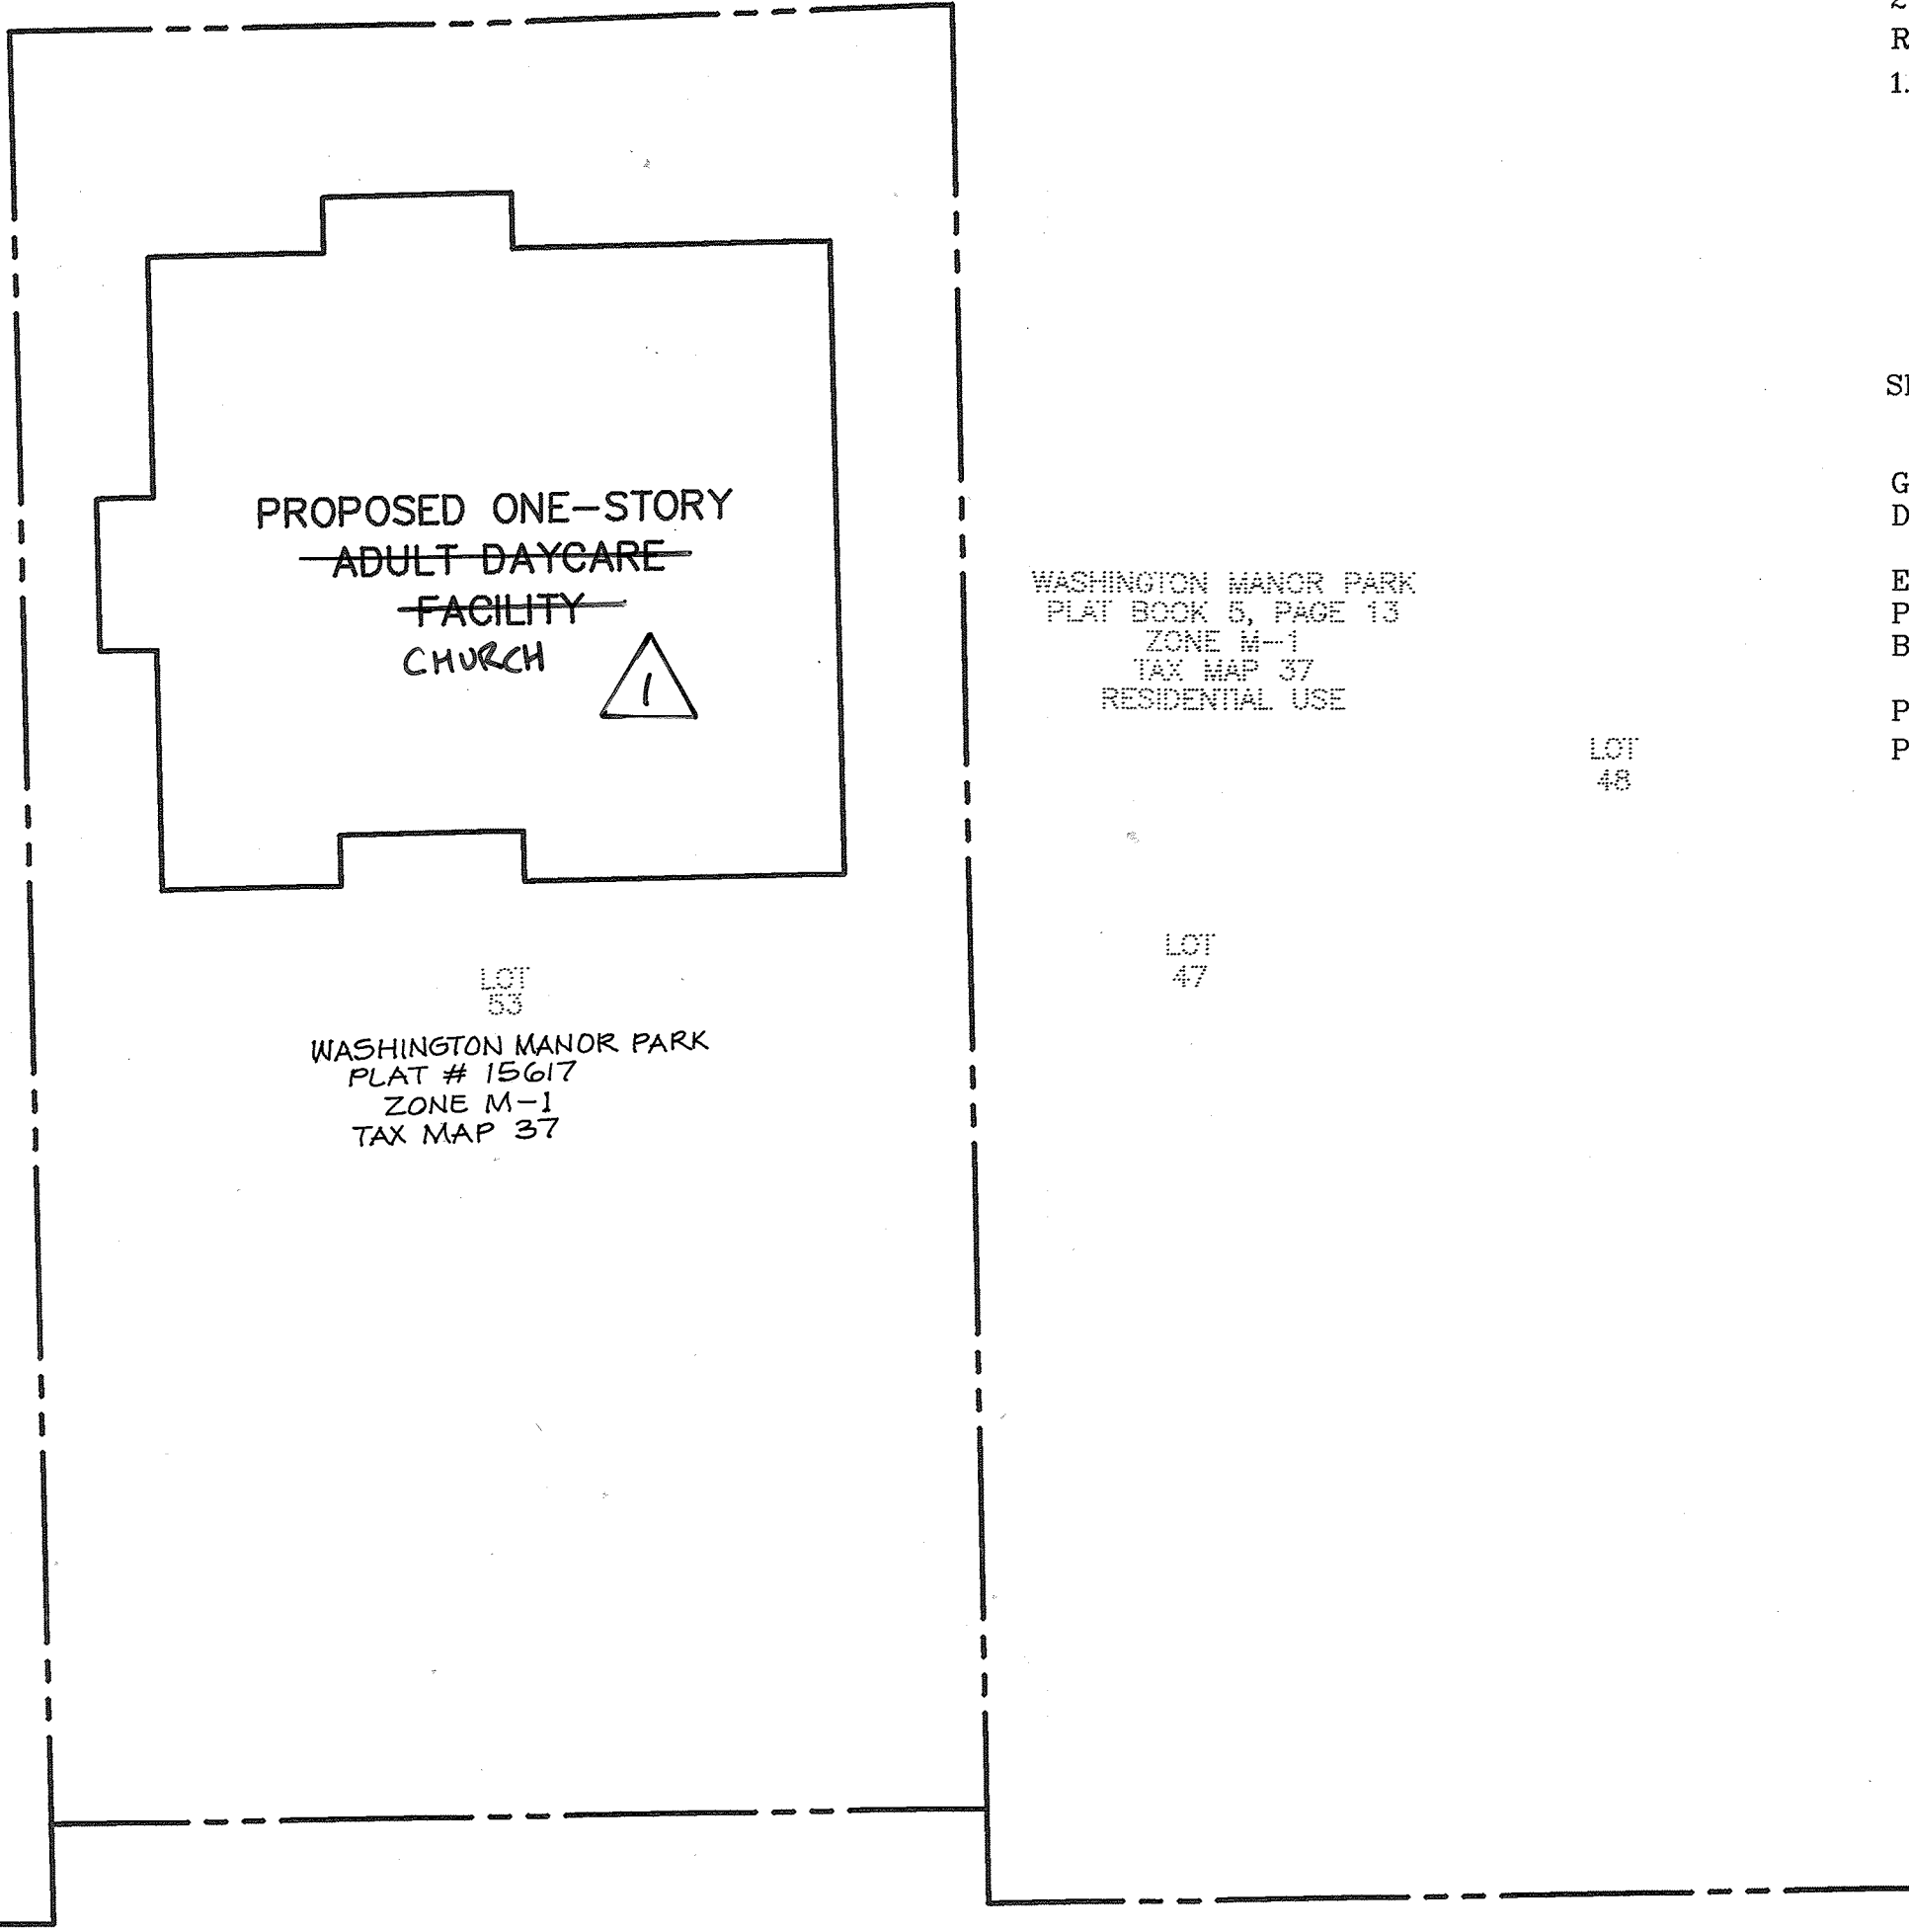 PROPOSED ONE-STORY
ADULT DAYCARE
FACILITY
CHURCH
1
LOT
53
WASHINGTON MANOR PARK
PLAT # 15617
ZONE M-1
TAX MAP 37
WASHINGTON MANOR PARK
PLAT BOOK 5, PAGE 13
ZONE M-1
TAX MAP 37
RESIDENTIAL USE
LOT
48
LOT
47
R
1.
G
D
E
P
B
P
P